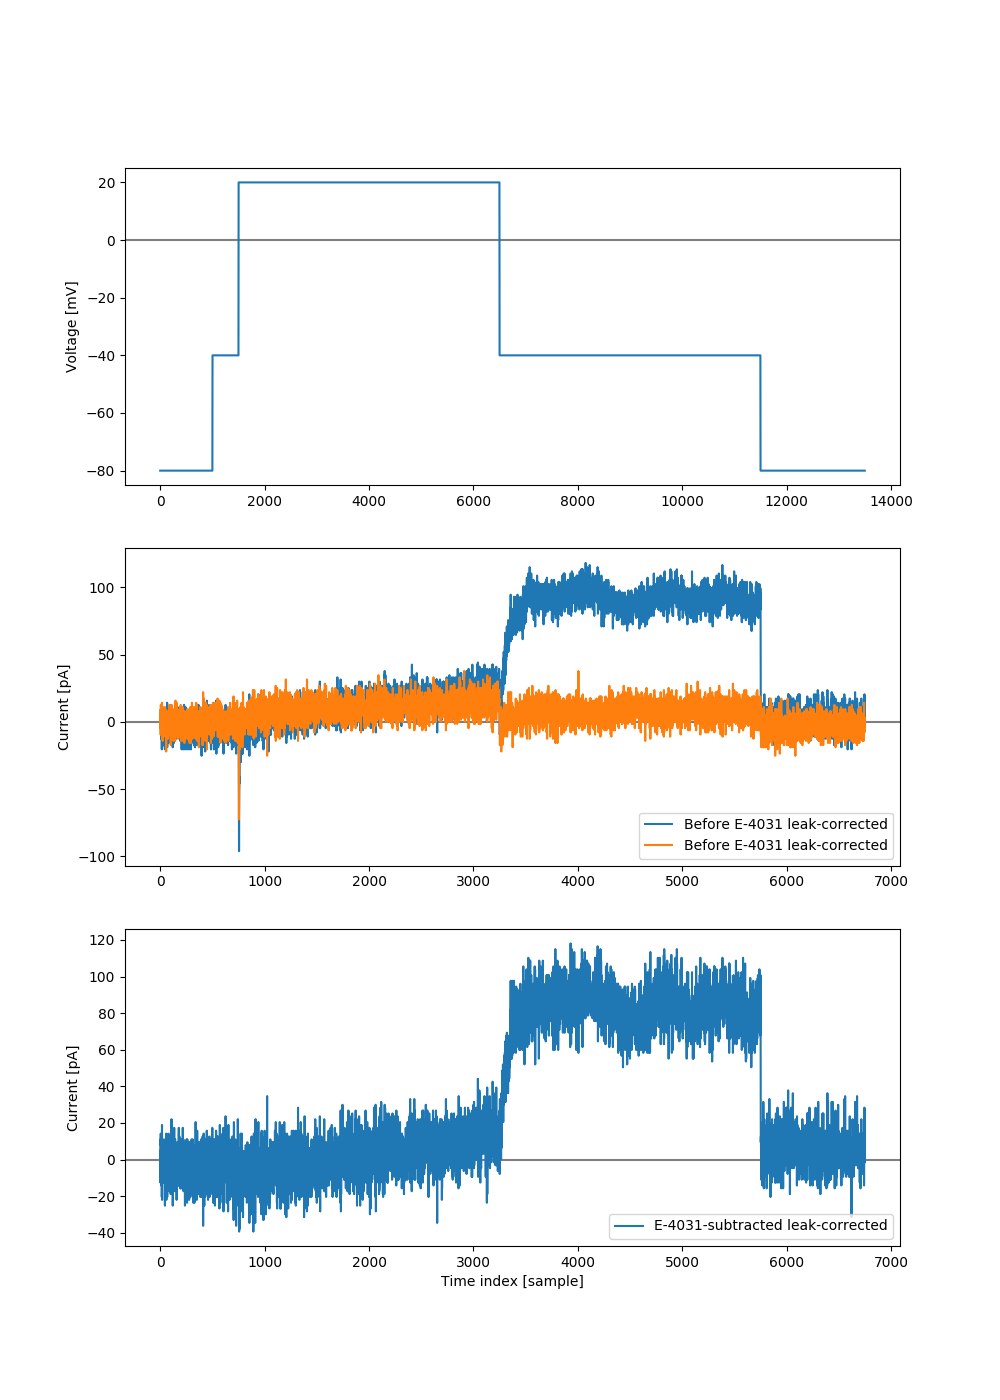 20
0
−20
−40
−60
−80
Voltage [mV]
0 2000 4000 6000 8000 10000 12000 14000
100
50
0
−50
−100
Current [pA]
Before E-4031 leak-corrected
Before E-4031 leak-corrected
0 1000 2000 3000 4000 5000 6000 7000
120
100
80
60
40
20
0
−20
−40
Current [pA]
E-4031-subtracted leak-corrected
0 1000 2000 3000 4000 5000 6000 7000
Time index [sample]